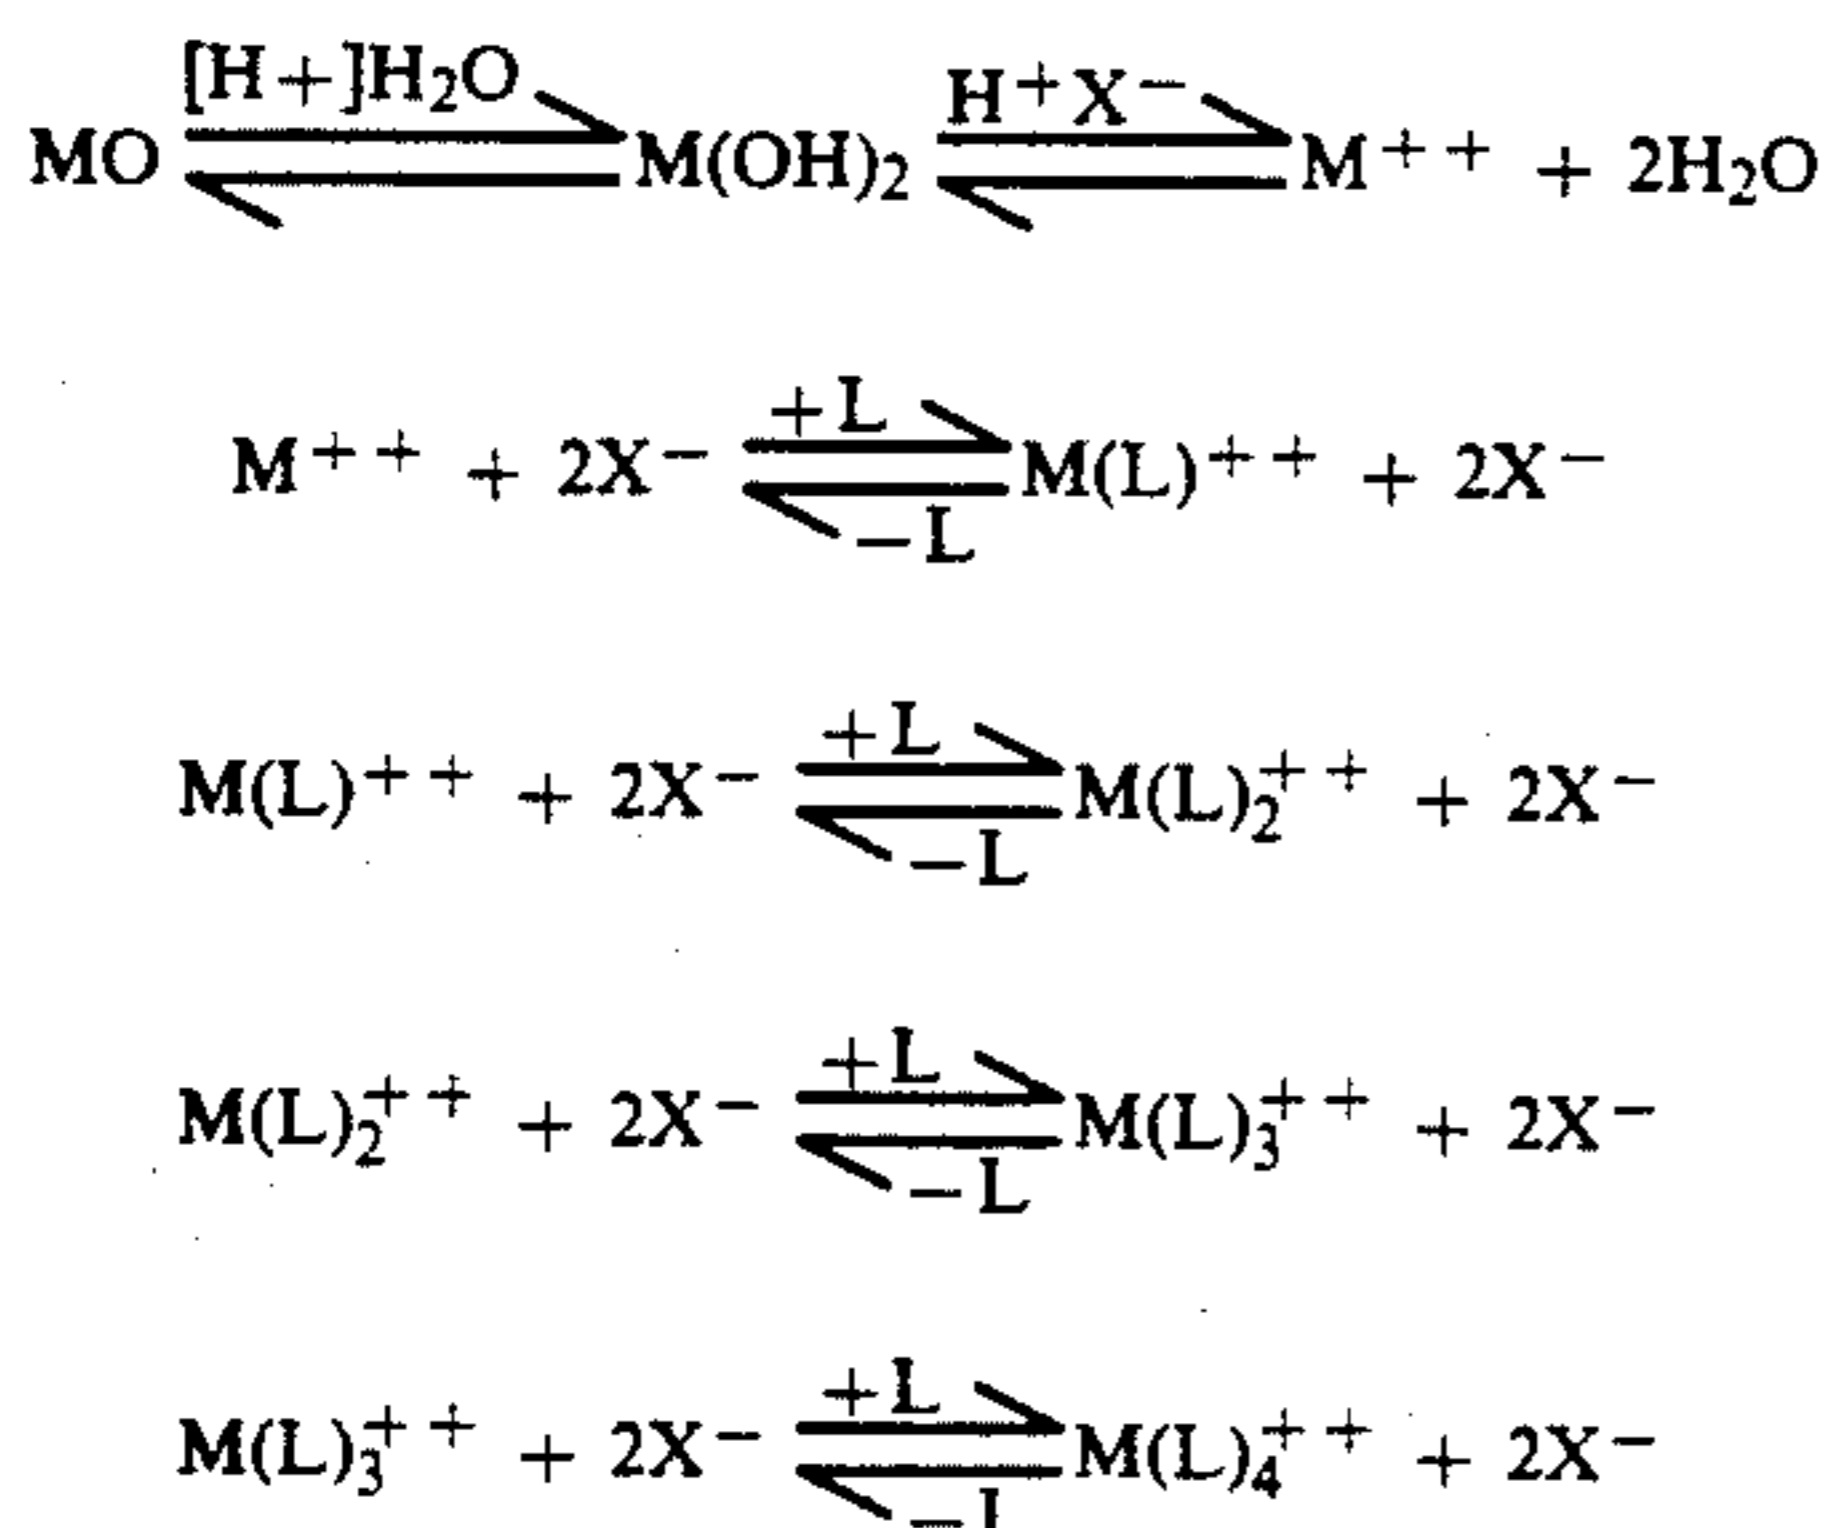 MO ⇌ [H+]H₂O M(OH)₂ ⇌ H⁺X⁻ M⁺⁺ + 2H₂O
M⁺⁺ + 2X⁻ ⇌ +L −L M(L)⁺⁺ + 2X⁻
M(L)⁺⁺ + 2X⁻ ⇌ +L −L M(L)₂⁺⁺ + 2X⁻
M(L)₂⁺⁺ + 2X⁻ ⇌ +L −L M(L)₃⁺⁺ + 2X⁻
M(L)₃⁺⁺ + 2X⁻ ⇌ +L −L M(L)₄⁺⁺ + 2X⁻